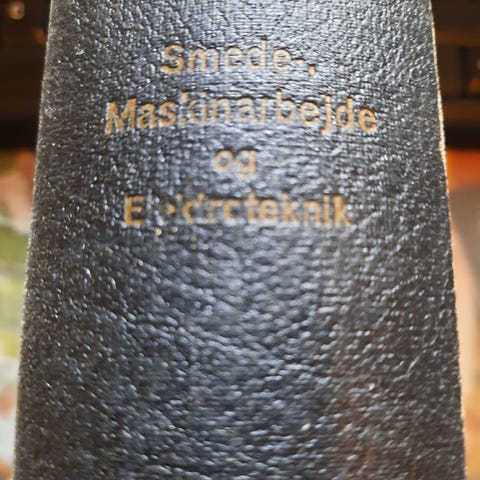 Smede-,
Maskinarbejde
og
Elektroteknik